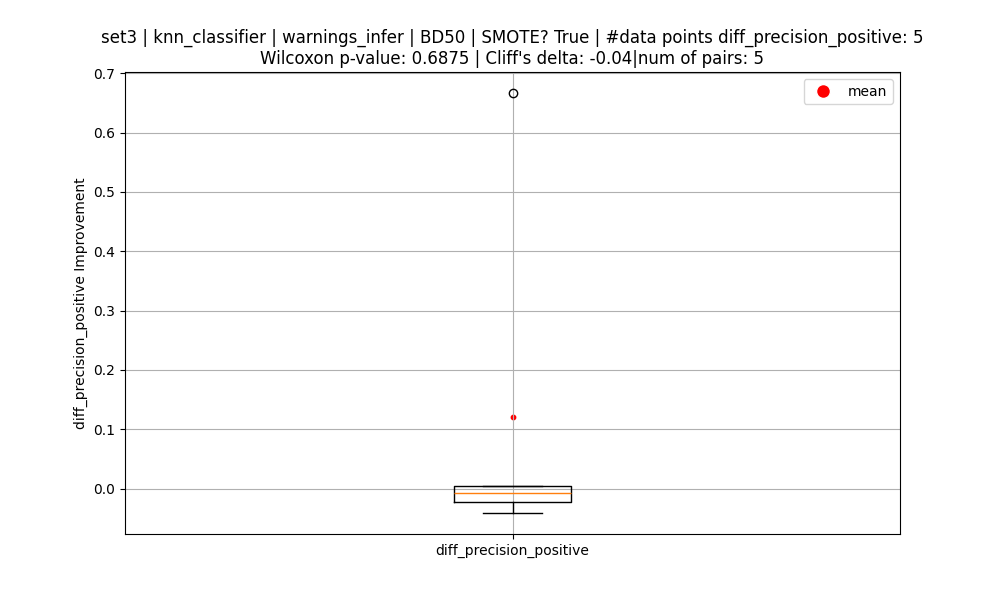 set3 | knn_classifier | warnings_infer | BD50 | SMOTE? True | #data points diff_precision_positive: 5
Wilcoxon p-value: 0.6875 | Cliff's delta: -0.04|num of pairs: 5
mean
diff_precision_positive Improvement
0.7
0.6
0.5
0.4
0.3
0.2
0.1
0.0
diff_precision_positive